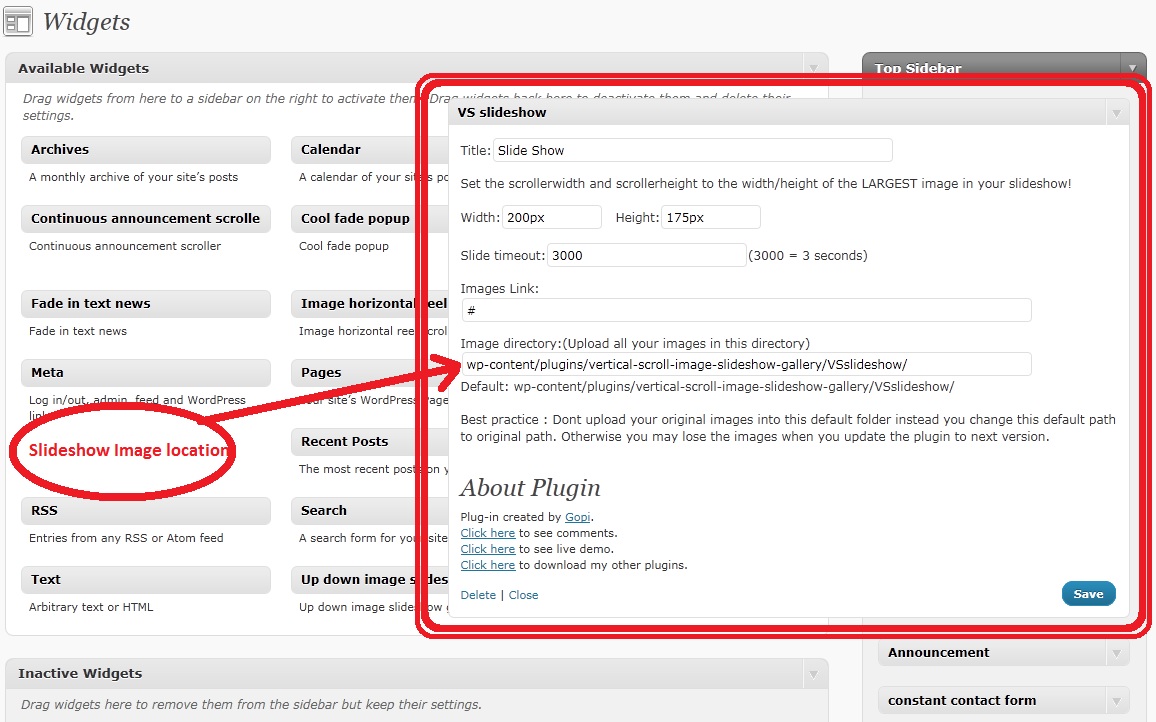 Widgets
Available Widgets
Drag widgets from here to a sidebar on the right to activate them. Drag widgets back here to deactivate them and delete their
settings.
Archives
A monthly archive of your site's posts
Calendar
A calendar of your site's
Continuous announcement scrolle
Continuous announcement scroller
Cool fade popup
Cool fade popup
Fade in text news
Fade in text news
Image horizontal reel
Image horizontal reel scrol
Meta
Log in/out, admin, feed and WordPress
Pages
Your site's WordPress Page
Slideshow Image location
Recent Posts
The most recent posts on
RSS
Entries from any RSS or Atom feed
Search
A search form for your site
Text
Arbitrary text or HTML
Up down image slides
Up down image slideshow
Inactive Widgets
Drag widgets here to remove them from the sidebar but keep their settings.
Top Sidebar
VS slideshow
Title: Slide Show
Set the scrollerwidth and scrollerheight to the width/height of the LARGEST image in your slideshow!
Width: 200px Height: 175px
Slide timeout: 3000 (3000 = 3 seconds)
Images Link:
#
Image directory:(Upload all your images in this directory)
wp-content/plugins/vertical-scroll-image-slideshow-gallery/VSslideshow/
Default: wp-content/plugins/vertical-scroll-image-slideshow-gallery/VSslideshow/
Best practice : Dont upload your original images into this default folder instead you change this default path
to original path. Otherwise you may lose the images when you update the plugin to next version.
About Plugin
Plug-in created by Gopi.
Click here to see comments.
Click here to see live demo.
Click here to download my other plugins.
Delete | Close
Save
Announcement
constant contact form